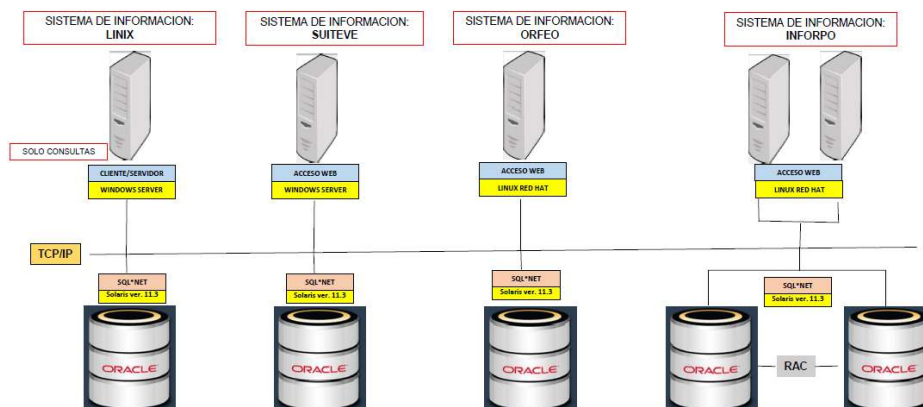 SISTEMA DE INFORMACION:
LINIX
SISTEMA DE INFORMACION:
SUITEVE
SISTEMA DE INFORMACION:
ORFEO
SISTEMA DE INFORMACION:
INFORPO
SOLO CONSULTAS
CLIENTE/SERVIDOR
WINDOWS SERVER
ACCESO WEB
WINDOWS SERVER
ACCESO WEB
LINUX RED HAT
ACCESO WEB
LINUX RED HAT
TCP/IP
SQL*NET
Solaris ver. 11.3
SQL*NET
Solaris ver. 11.3
SQL*NET
Solaris ver. 11.3
SQL*NET
Solaris ver. 11.3
ORACLE
ORACLE
ORACLE
ORACLE
RAC
ORACLE